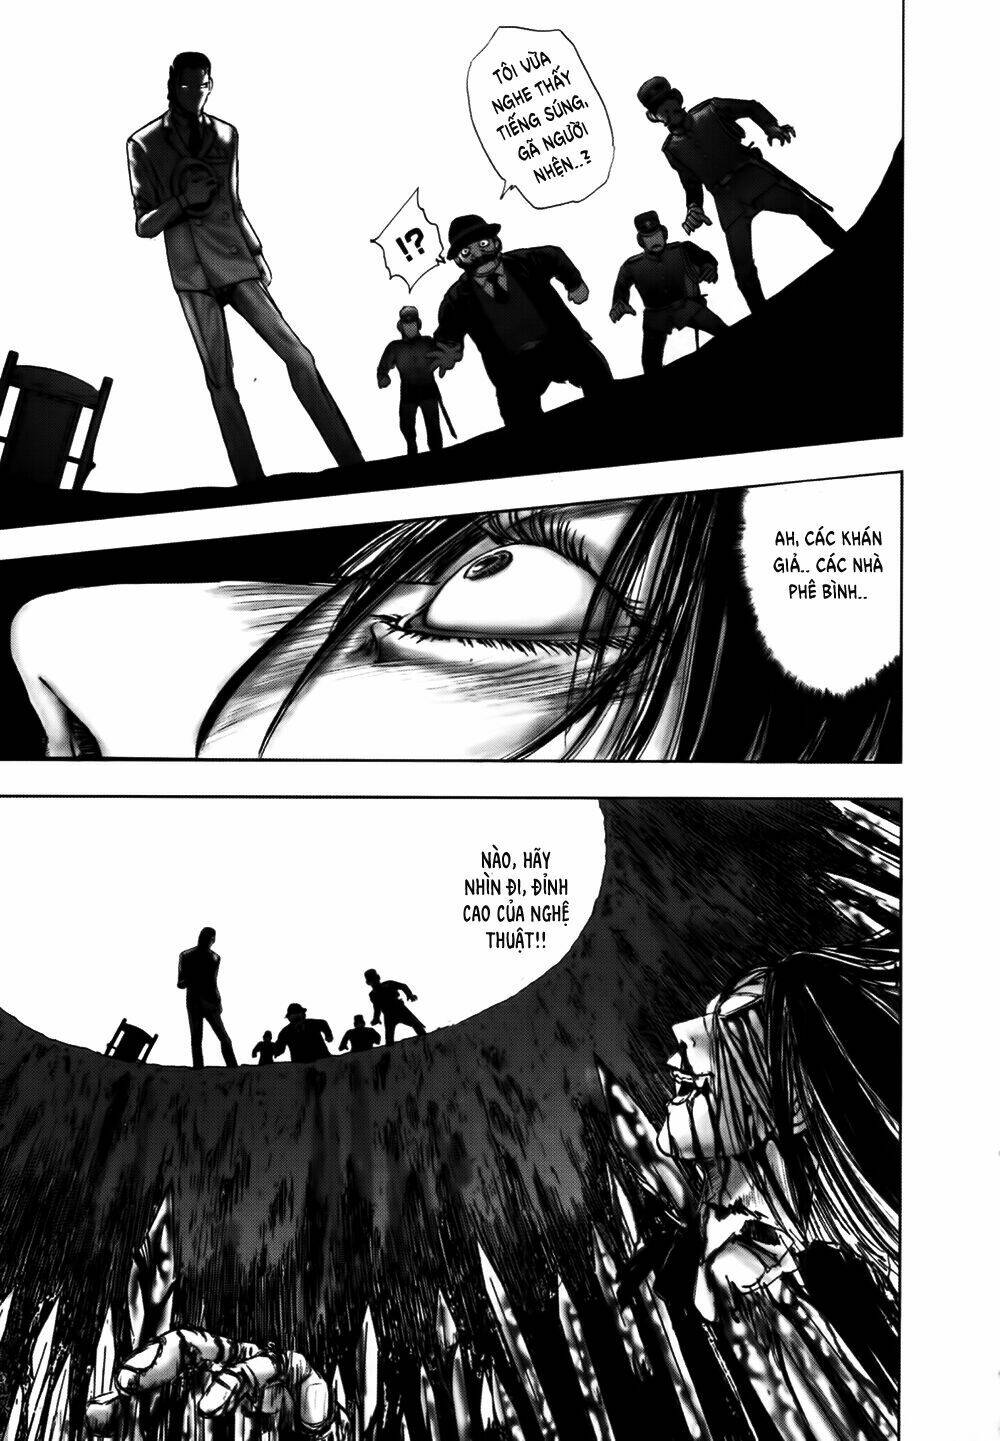 TÔI VỪA
NGHE THẤY
TIẾNG SÚNG,
GÃ NGƯỜI
NHỆN..?
!?
AH, CÁC KHÁN
GIẢ.. CÁC NHÀ
PHÊ BÌNH..
NÀO, HÃY
NHÌN ĐI, ĐỈNH
CAO CỦA NGHỆ
THUẬT!!